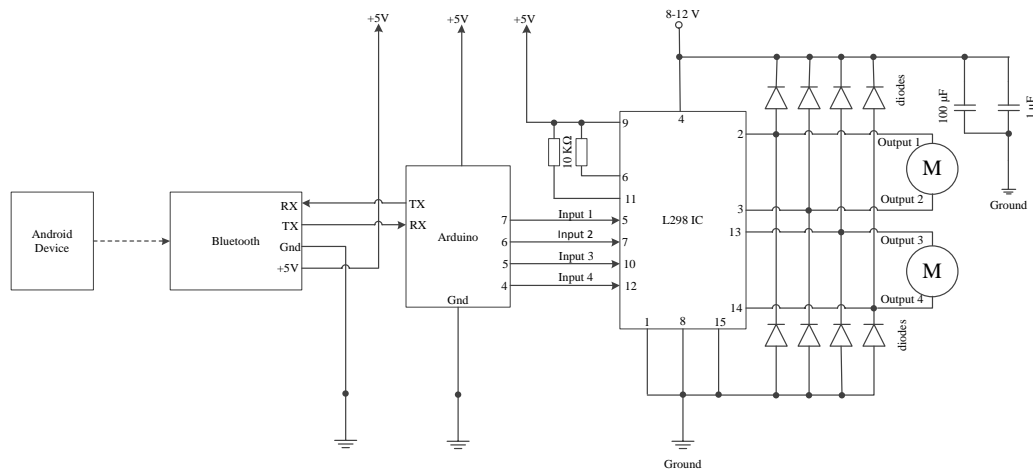 +5V
+5V
+5V
8-12 V
diodes
100 µF
1 µF
Ground
Android
Device
Bluetooth
RX
TX
Gnd
+5V
TX
RX
Arduino
Gnd
7
6
5
4
Input 1
Input 2
Input 3
Input 4
10 KΩ
9
6
11
5
7
10
12
4
L298 IC
2
3
13
14
1
8
15
Output 1
M
Output 2
Output 3
M
Output 4
diodes
Ground